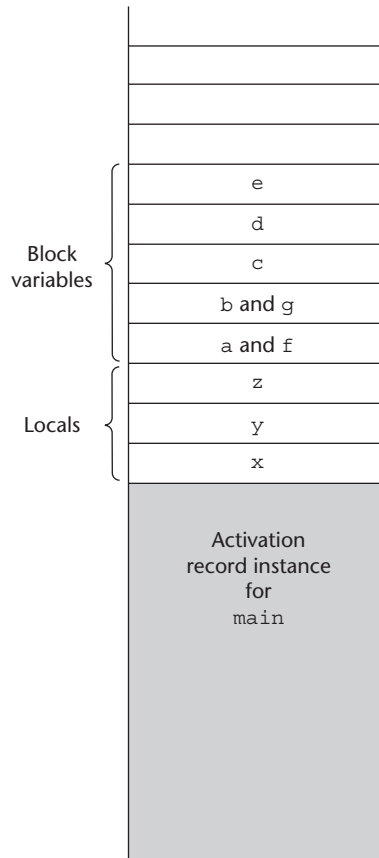 e
d
c
b and g
a and f
z
y
x
Block
variables
Locals
Activation
record instance
for
main